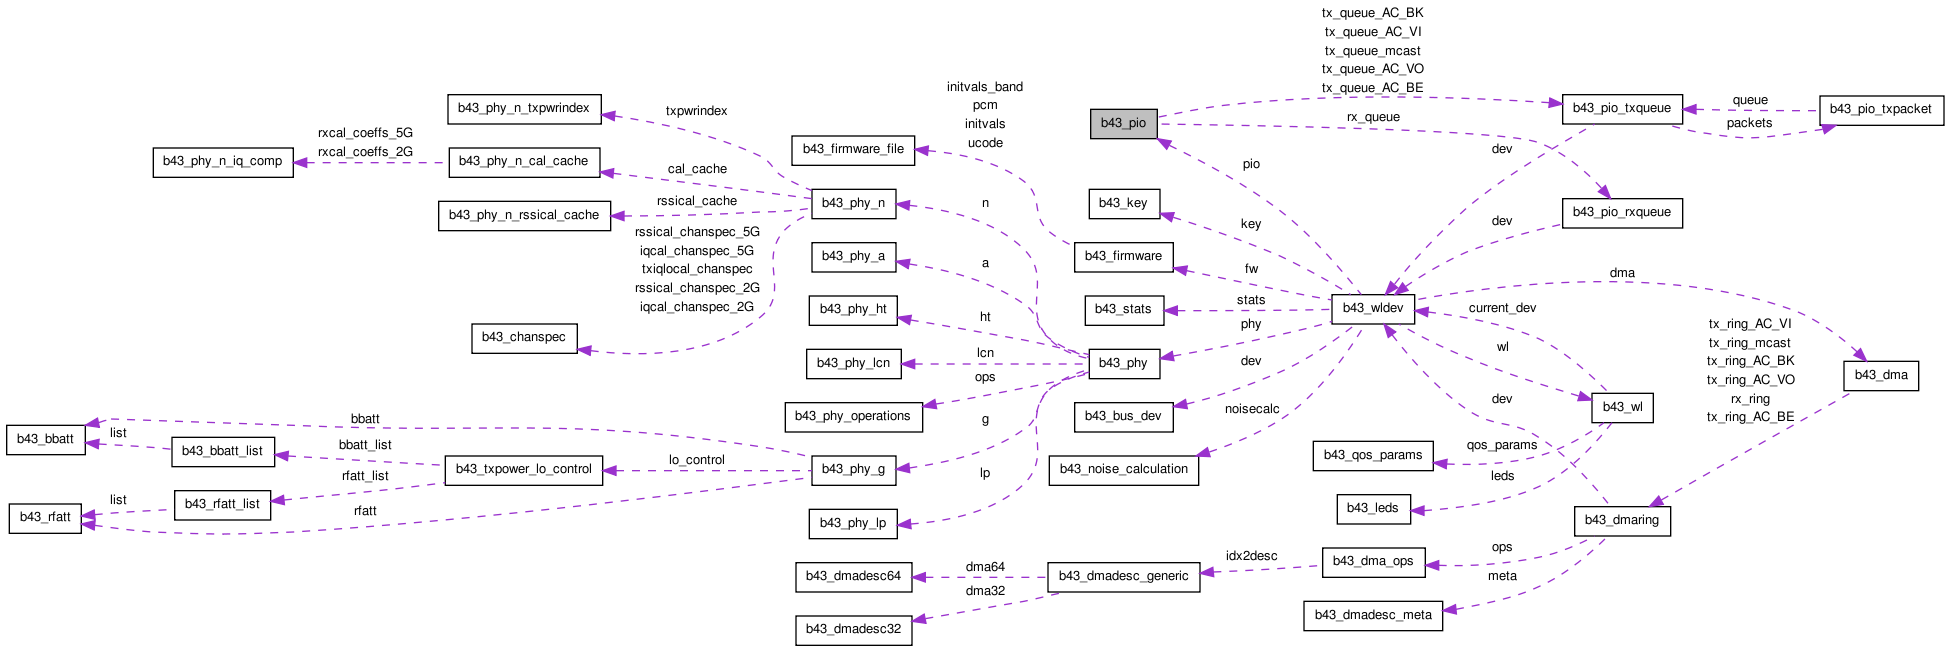 tx_queue_AC_BK
tx_queue_AC_VI
tx_queue_mcast
tx_queue_AC_VO
tx_queue_AC_BE
initvals_band
pcm
initvals
ucode
b43_phy_n_txpwrindex
txpwrindex
b43_pio
rx_queue
b43_pio_txqueue
queue
packets
b43_pio_txpacket
rxcal_coeffs_5G
rxcal_coeffs_2G
b43_phy_n_iq_comp
b43_phy_n_cal_cache
cal_cache
b43_firmware_file
pio
dev
b43_phy_n_rssical_cache
rssical_cache
b43_phy_n
n
b43_key
key
b43_pio_rxqueue
dev
rssical_chanspec_5G
iqcal_chanspec_5G
txiqlocal_chanspec
rssical_chanspec_2G
iqcal_chanspec_2G
b43_phy_a
a
b43_firmware
fw
dma
b43_phy_ht
ht
b43_stats
stats
b43_wldev
current_dev
b43_chanspec
b43_phy_lcn
lcn
b43_phy
phy
wl
tx_ring_AC_VI
tx_ring_mcast
tx_ring_AC_BK
tx_ring_AC_VO
rx_ring
tx_ring_AC_BE
b43_dma
ops
dev
b43_phy_operations
b43_bus_dev
dev
b43_wl
bbatt
g
noisecalc
b43_bbatt
list
b43_bbatt_list
bbatt_list
b43_txpower_lo_control
lo_control
b43_phy_g
lp
b43_noise_calculation
b43_qos_params
qos_params
rfatt_list
leds
list
b43_rfatt_list
rfatt
b43_rfatt
b43_phy_lp
b43_leds
b43_dmaring
ops
idx2desc
b43_dma_ops
b43_dmadesc64
dma64
dma32
b43_dmadesc_generic
meta
b43_dmadesc32
b43_dmadesc_meta